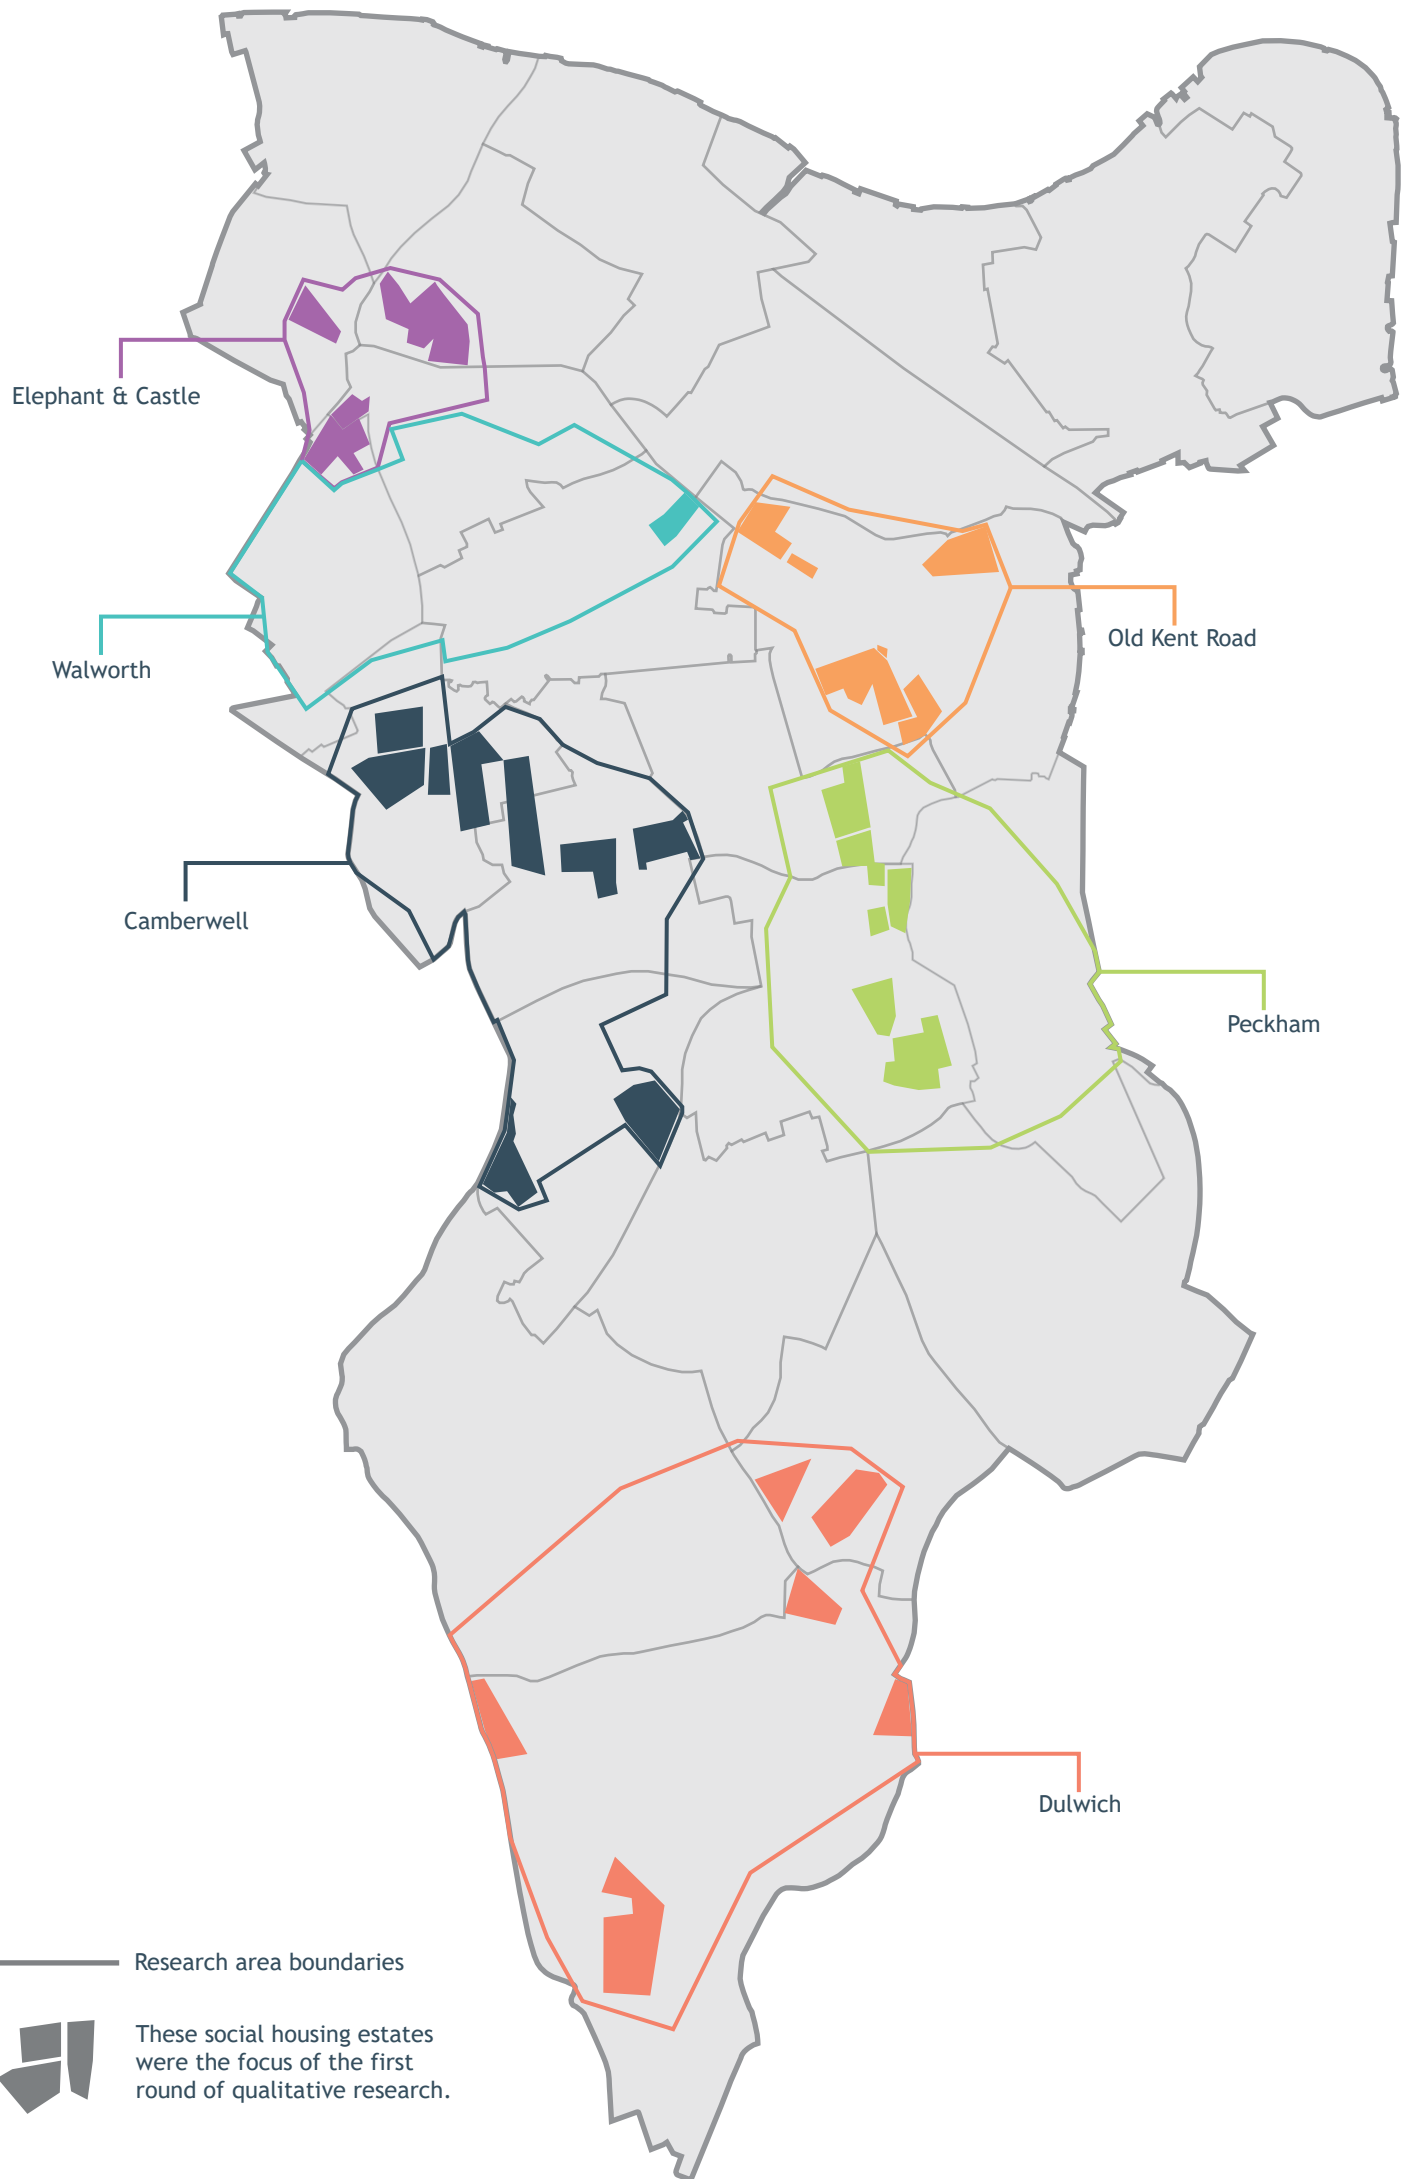 Elephant & Castle
Old Kent Road
Walworth
Camberwell
Peckham
Dulwich
Research area boundaries
These social housing estates
were the focus of the first
round of qualitative research.